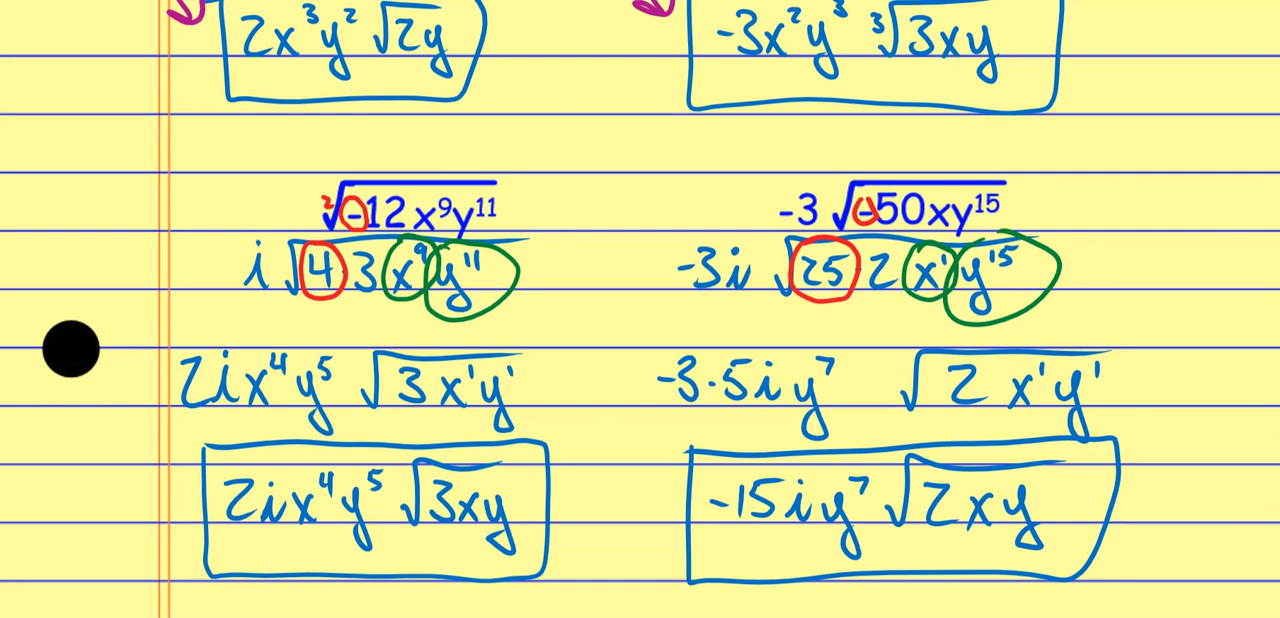 2x³y² √2y
-3x²y³ ³√3xy
²√-12x⁹y¹¹
i √4 3 x⁹ y¹¹
2ix⁴y⁵ √3x¹y¹
2ix⁴y⁵ √3xy
-3 √-50xy¹⁵
-3i √25 2 x¹ y¹⁵
-3·5iy⁷ √2x¹y¹
-15iy⁷ √2xy